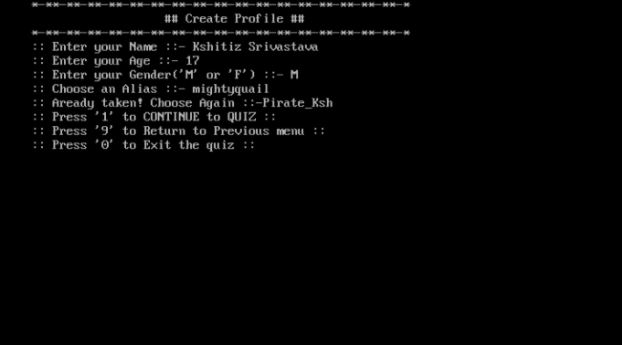 *-**-**-**-**-**-**-**-**-**-**-**-**-**-**-**-**-**-*
## Create Profile ##
*-**-**-**-**-**-**-**-**-**-**-**-**-**-**-**-**-**-*
:: Enter your Name ::- Kshitiz Srivastava
:: Enter your Age ::- 17
:: Enter your Gender('M' or 'F') ::- M
:: Choose an Alias ::- mightyquail
:: Aready taken! Choose Again ::-Pirate_Ksh
:: Press '1' to CONTINUE to QUIZ ::
:: Press '9' to Return to Previous menu ::
:: Press '0' to Exit the quiz ::